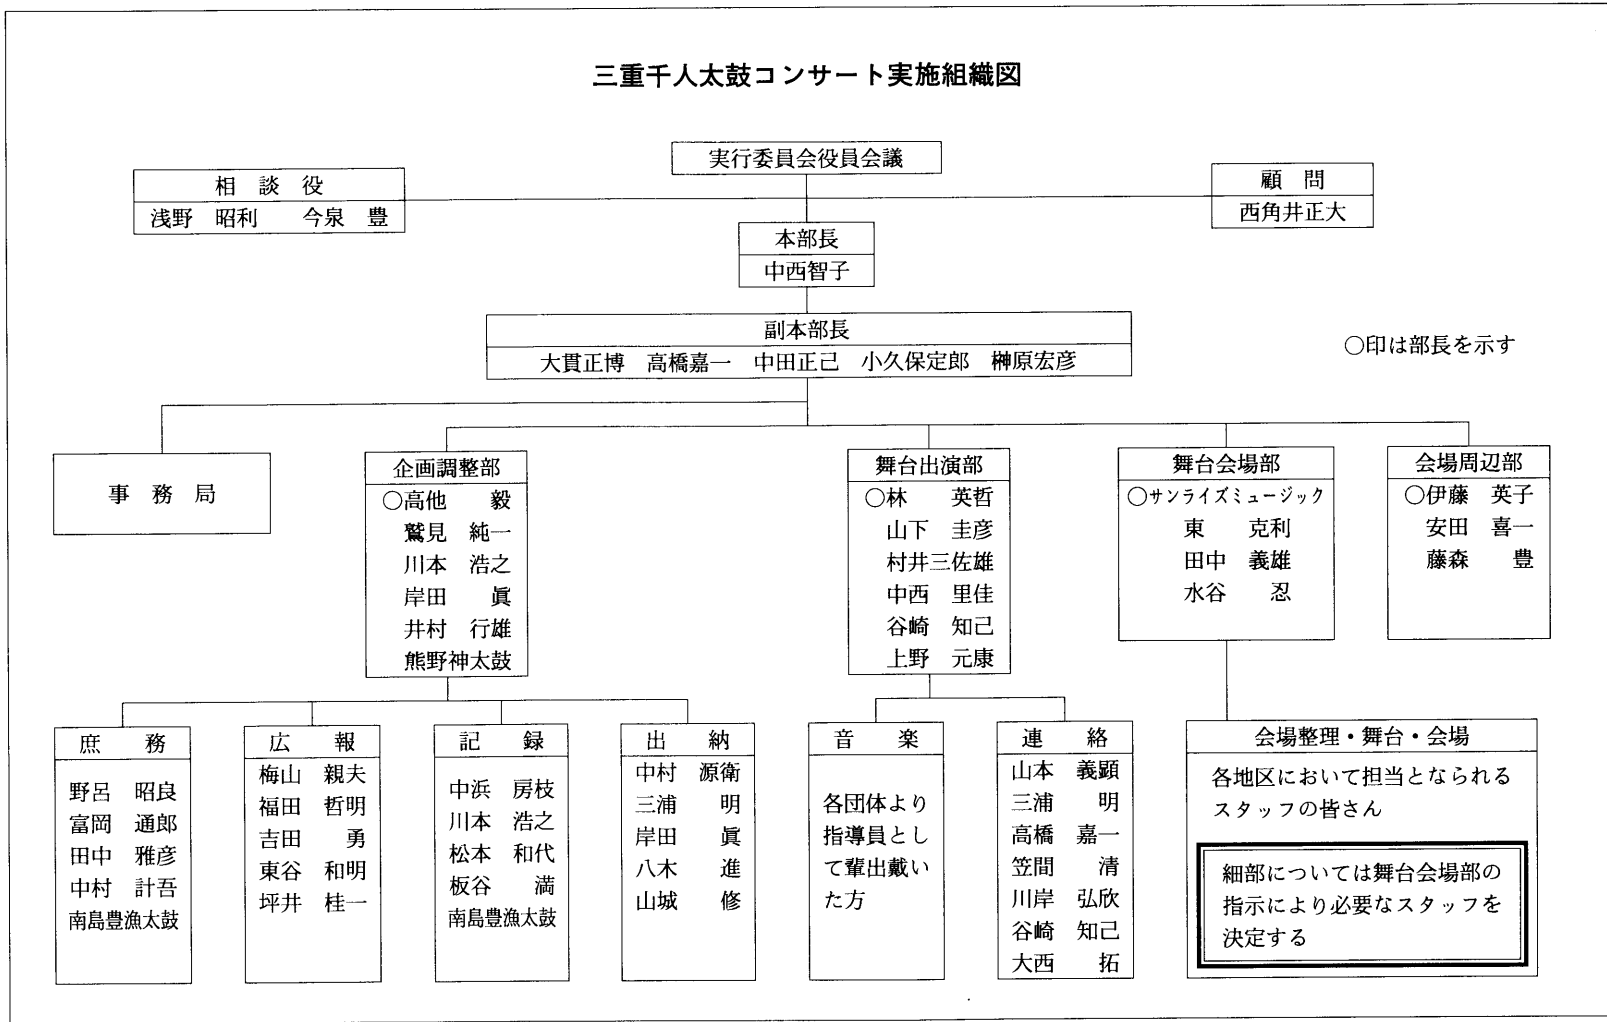 三重千人太鼓コンサート実施組織図
実行委員会役員会議
相　談　役
浅野　昭利　　今泉　豊
顧　問
西角井正大
本部長
中西智子
副本部長
大貫正博　高橋嘉一　中田正己　小久保定郎　榊原宏彦
○印は部長を示す
事　務　局
企画調整部
○高他　　毅
鷲見　純一
川本　浩之
岸田　　眞
井村　行雄
熊野神太鼓
舞台出演部
○林　　英哲
山下　圭彦
村井三佐雄
中西　里佳
谷崎　知己
上野　元康
舞台会場部
○サンライズミュージック
東　　克利
田中　義雄
水谷　　忍
会場周辺部
○伊藤　英子
安田　喜一
藤森　　豊
庶　　務
野呂　昭良
富岡　通郎
田中　雅彦
中村　計吾
南島豊漁太鼓
広　　報
梅山　親夫
福田　哲明
吉田　　勇
東谷　和明
坪井　桂一
記　　録
中浜　房枝
川本　浩之
松本　和代
板谷　　満
南島豊漁太鼓
出　　納
中村　源衛
三浦　　明
岸田　　眞
八木　　進
山城　　修
音　　楽
各団体より
指導員とし
て輩出戴い
た方
連　　絡
山本　義顕
三浦　　明
高橋　嘉一
笠間　　清
川岸　弘欣
谷崎　知己
大西　　拓
会場整理・舞台・会場
各地区において担当となられる
スタッフの皆さん
細部については舞台会場部の
指示により必要なスタッフを
決定する